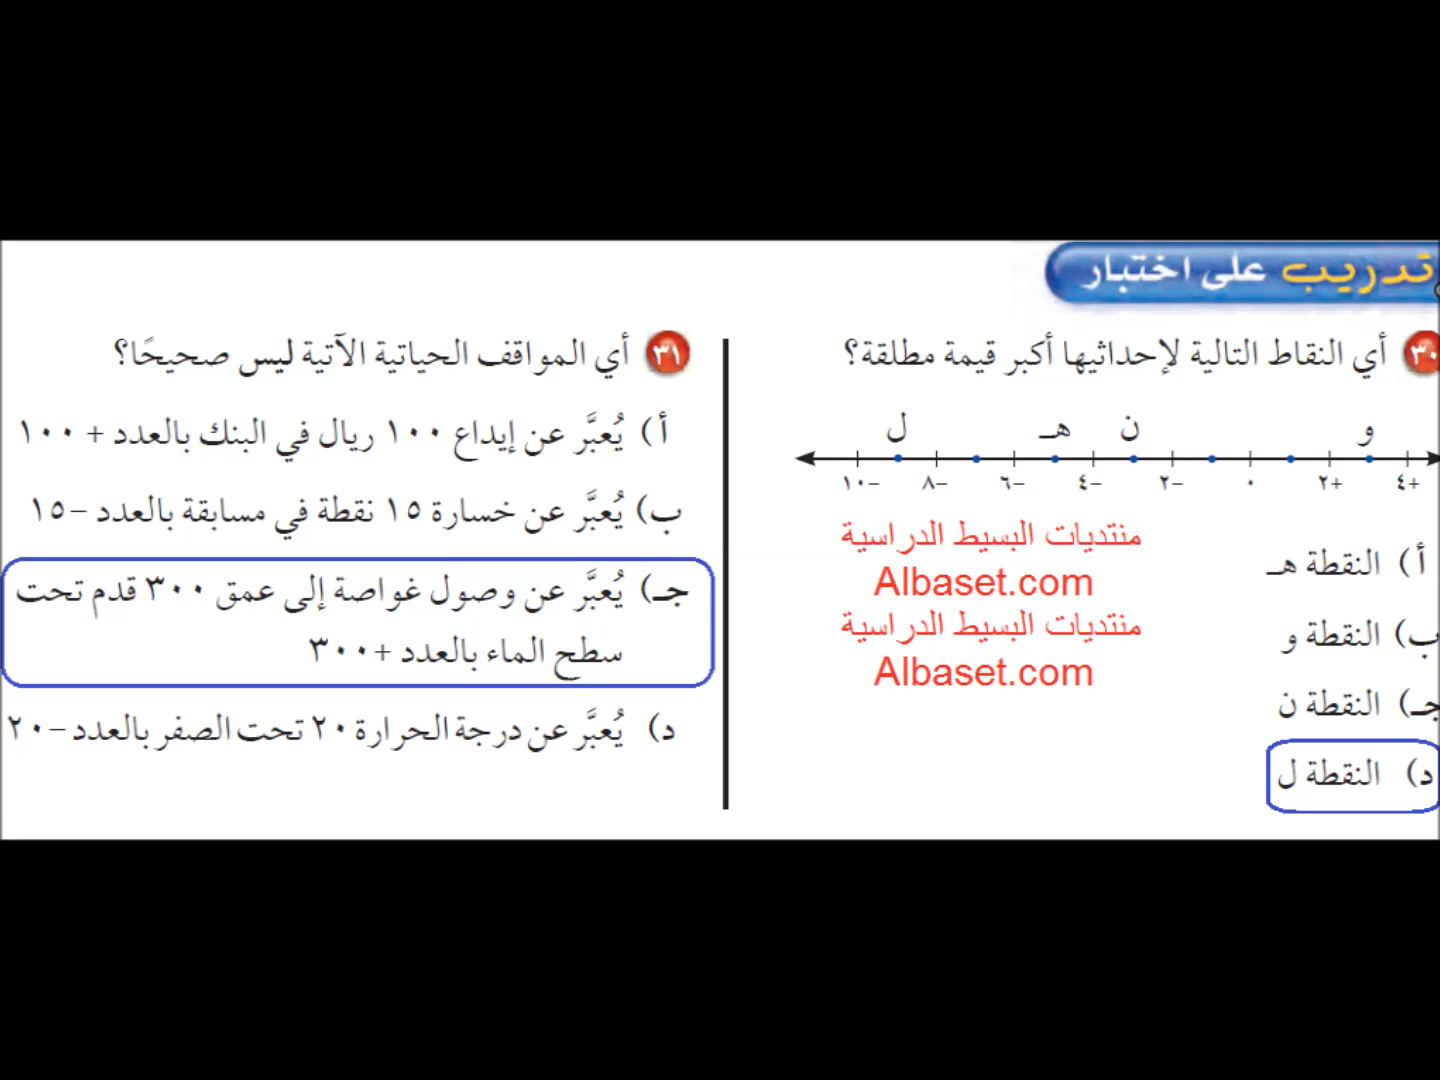 تدريب على اختبار
٣٠ أي النقاط التالية لإحداثيها أكبر قيمة مطلقة؟
ل هـ ن و
−١٠ −٨ −٦ −٤ −٢ ٠ +٢ +٤
منتديات البسيط الدراسية
Albaset.com
منتديات البسيط الدراسية
Albaset.com
أ) النقطة هـ
ب) النقطة و
جـ) النقطة ن
د) النقطة ل
٣١ أي المواقف الحياتية الآتية ليس صحيحًا؟
أ) يُعبَّر عن إيداع ١٠٠ ريال في البنك بالعدد + ١٠٠
ب) يُعبَّر عن خسارة ١٥ نقطة في مسابقة بالعدد −١٥
جـ) يُعبَّر عن وصول غواصة إلى عمق ٣٠٠ قدم تحت
سطح الماء بالعدد +٣٠٠
د) يُعبَّر عن درجة الحرارة ٢٠ تحت الصفر بالعدد −٢٠